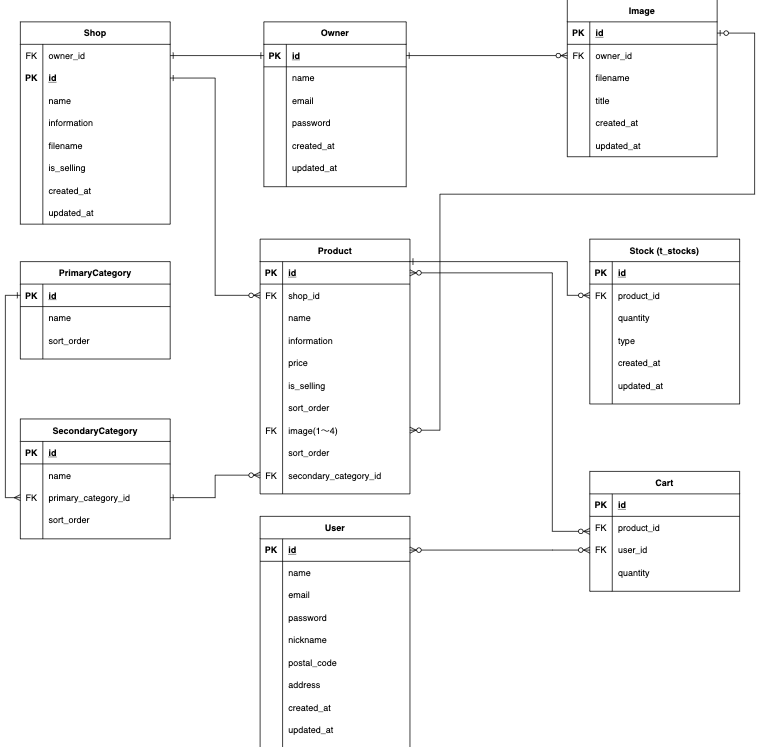 Shop
FK owner_id
PK id
name
information
filename
is_selling
created_at
updated_at
Owner
PK id
name
email
password
created_at
updated_at
Image
PK id
FK owner_id
filename
title
created_at
updated_at
PrimaryCategory
PK id
name
sort_order
SecondaryCategory
PK id
name
FK primary_category_id
sort_order
Product
PK id
FK shop_id
name
information
price
is_selling
sort_order
FK image(1〜4)
sort_order
FK secondary_category_id
Stock (t_stocks)
PK id
FK product_id
quantity
type
created_at
updated_at
User
PK id
name
email
password
nickname
postal_code
address
created_at
updated_at
Cart
PK id
FK product_id
FK user_id
quantity